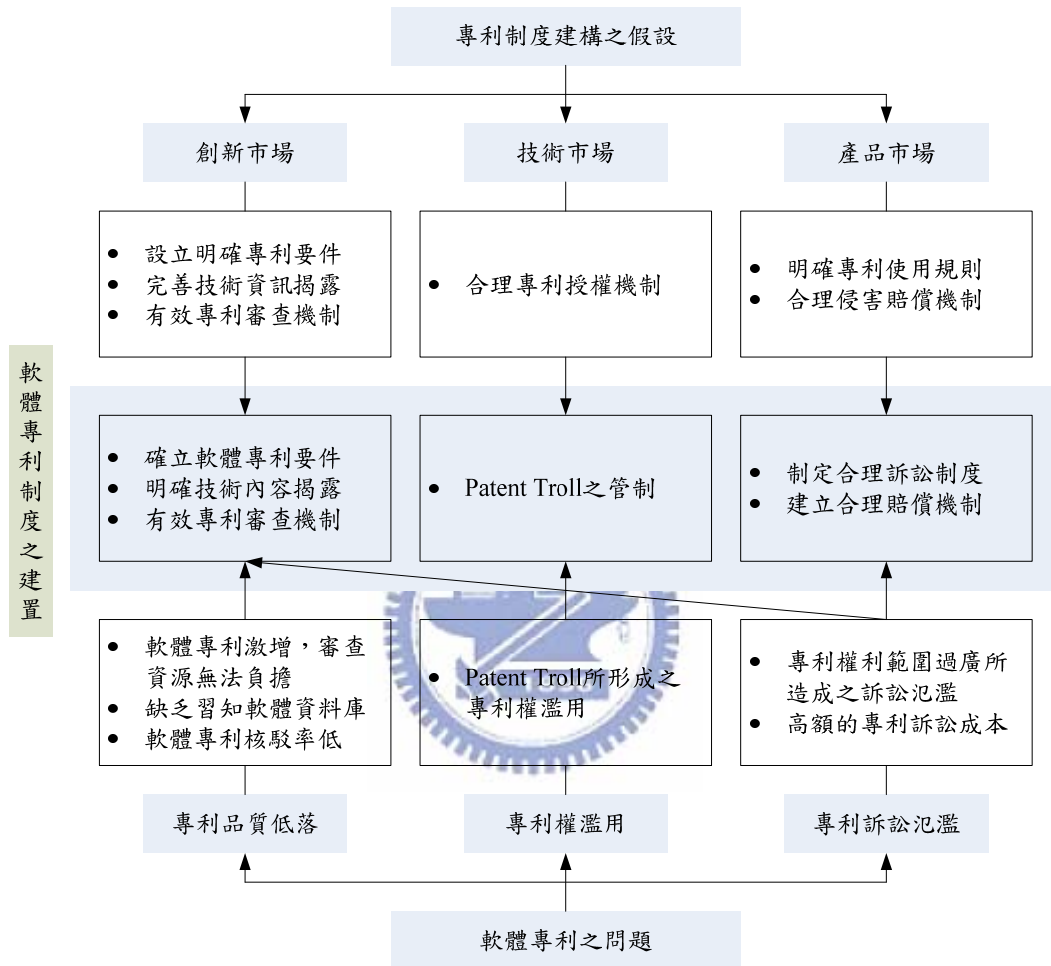 專利制度建構之假設
創新市場
技術市場
產品市場
● 設立明確專利要件
● 完善技術資訊揭露
● 有效專利審查機制
● 合理專利授權機制
● 明確專利使用規則
● 合理侵害賠償機制
軟體專利制度之建置
● 確立軟體專利要件
● 明確技術內容揭露
● 有效專利審查機制
● Patent Troll之管制
● 制定合理訴訟制度
● 建立合理賠償機制
● 軟體專利激增，審查
資源無法負擔
● 缺乏習知軟體資料庫
● 軟體專利核駁率低
● Patent Troll所形成之
專利權濫用
● 專利權利範圍過廣所
造成之訴訟氾濫
● 高額的專利訴訟成本
專利品質低落
專利權濫用
專利訴訟氾濫
軟體專利之問題